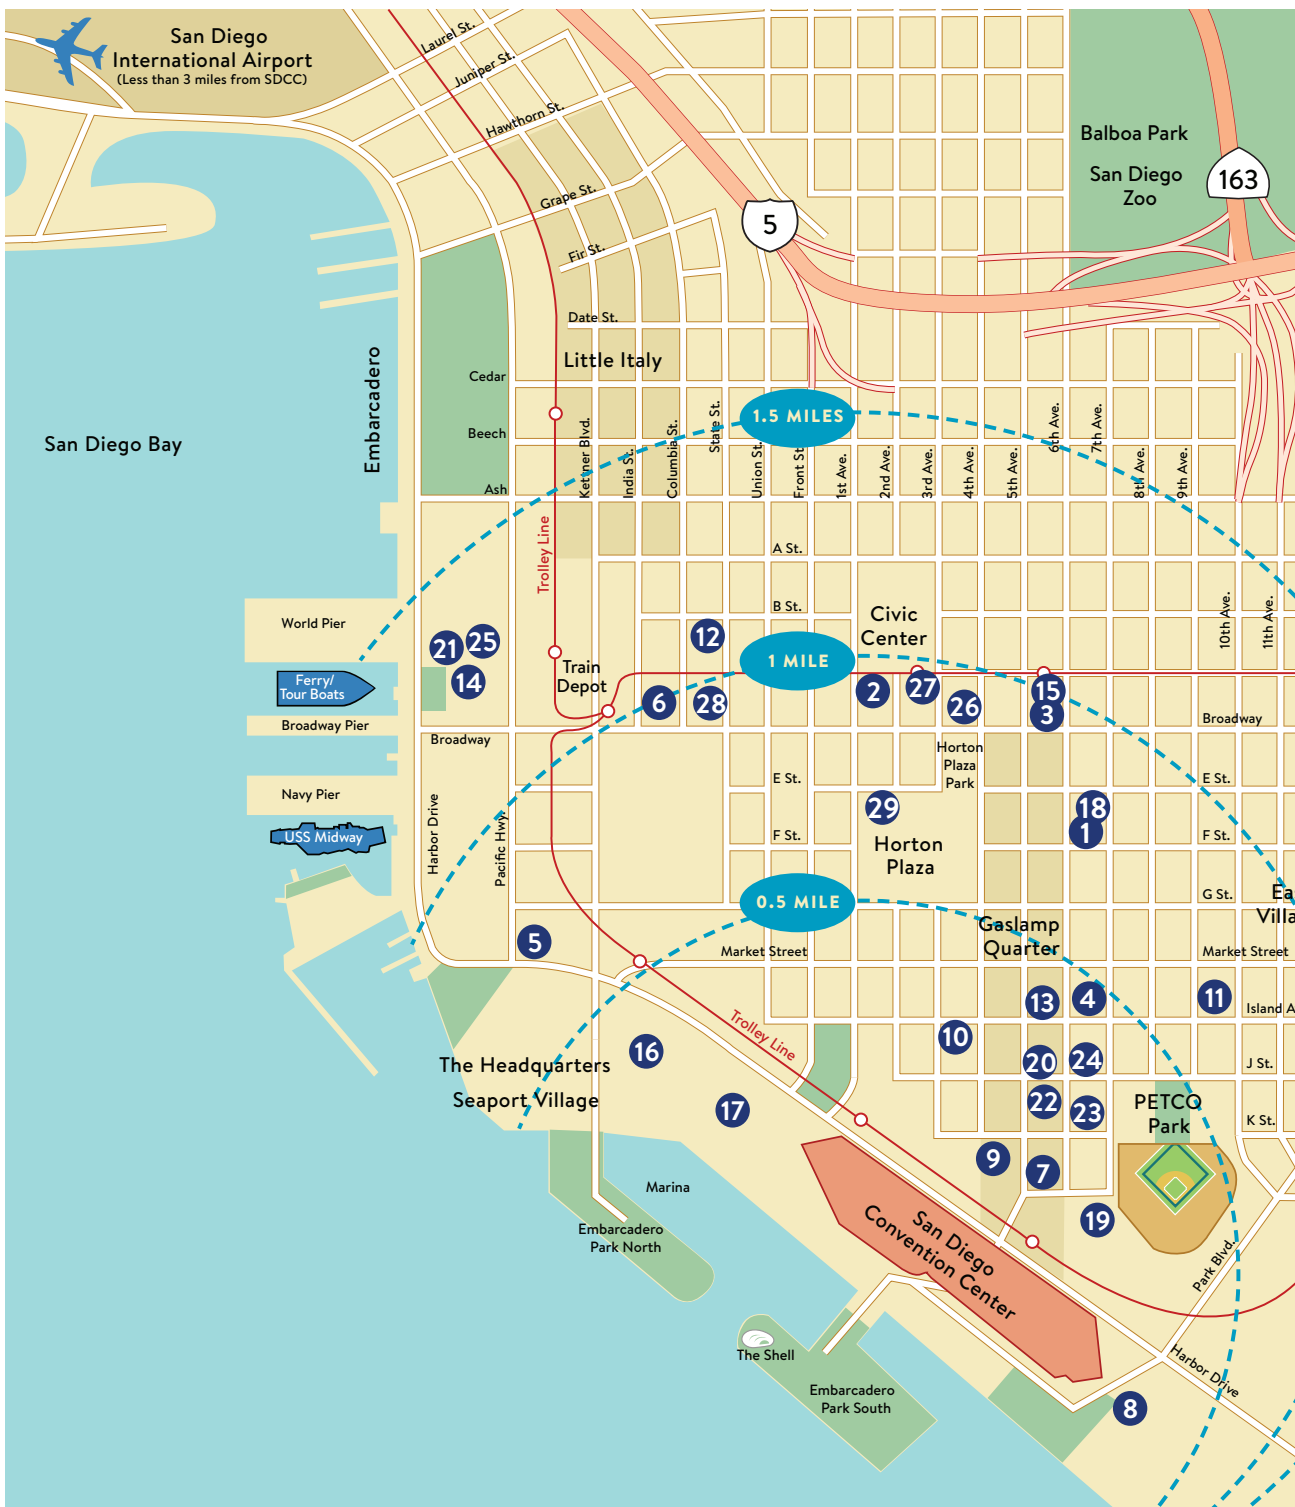 San Diego
International Airport
(Less than 3 miles from SDCC)
Laurel St.
Juniper St.
Hawthorn St.
Grape St.
Fir St.
Date St.
Balboa Park
San Diego
Zoo
163
5
Little Italy
Cedar
Beech
Ash
Embarcadero
San Diego Bay
1.5 MILES
Kettner Blvd.
India St.
Columbia St.
State St.
Union St.
Front St.
1st Ave.
2nd Ave.
3rd Ave.
4th Ave.
5th Ave.
6th Ave.
7th Ave.
8th Ave.
9th Ave.
10th Ave.
11th Ave.
Trolley Line
A St.
B St.
Civic
Center
World Pier
21
25
14
12
1 MILE
Train
Depot
Ferry/
Tour Boats
6
28
2
27
26
15
3
Broadway Pier
Broadway
Broadway
Horton
Plaza
Park
E St.
E St.
Navy Pier
USS Midway
Harbor Drive
Pacific Hwy.
29
18
1
F St.
F St.
Horton
Plaza
G St.
Ea
Villa
0.5 MILE
Gaslamp
Quarter
5
Market Street
Market Street
13
4
11
Island A
Trolley Line
10
16
20
24
J St.
The Headquarters
Seaport Village
17
22
23
PETCO
Park
K St.
9
7
Marina
19
Embarcadero
Park North
San Diego
Convention Center
Park Blvd.
The Shell
Harbor Drive
Embarcadero
Park South
8